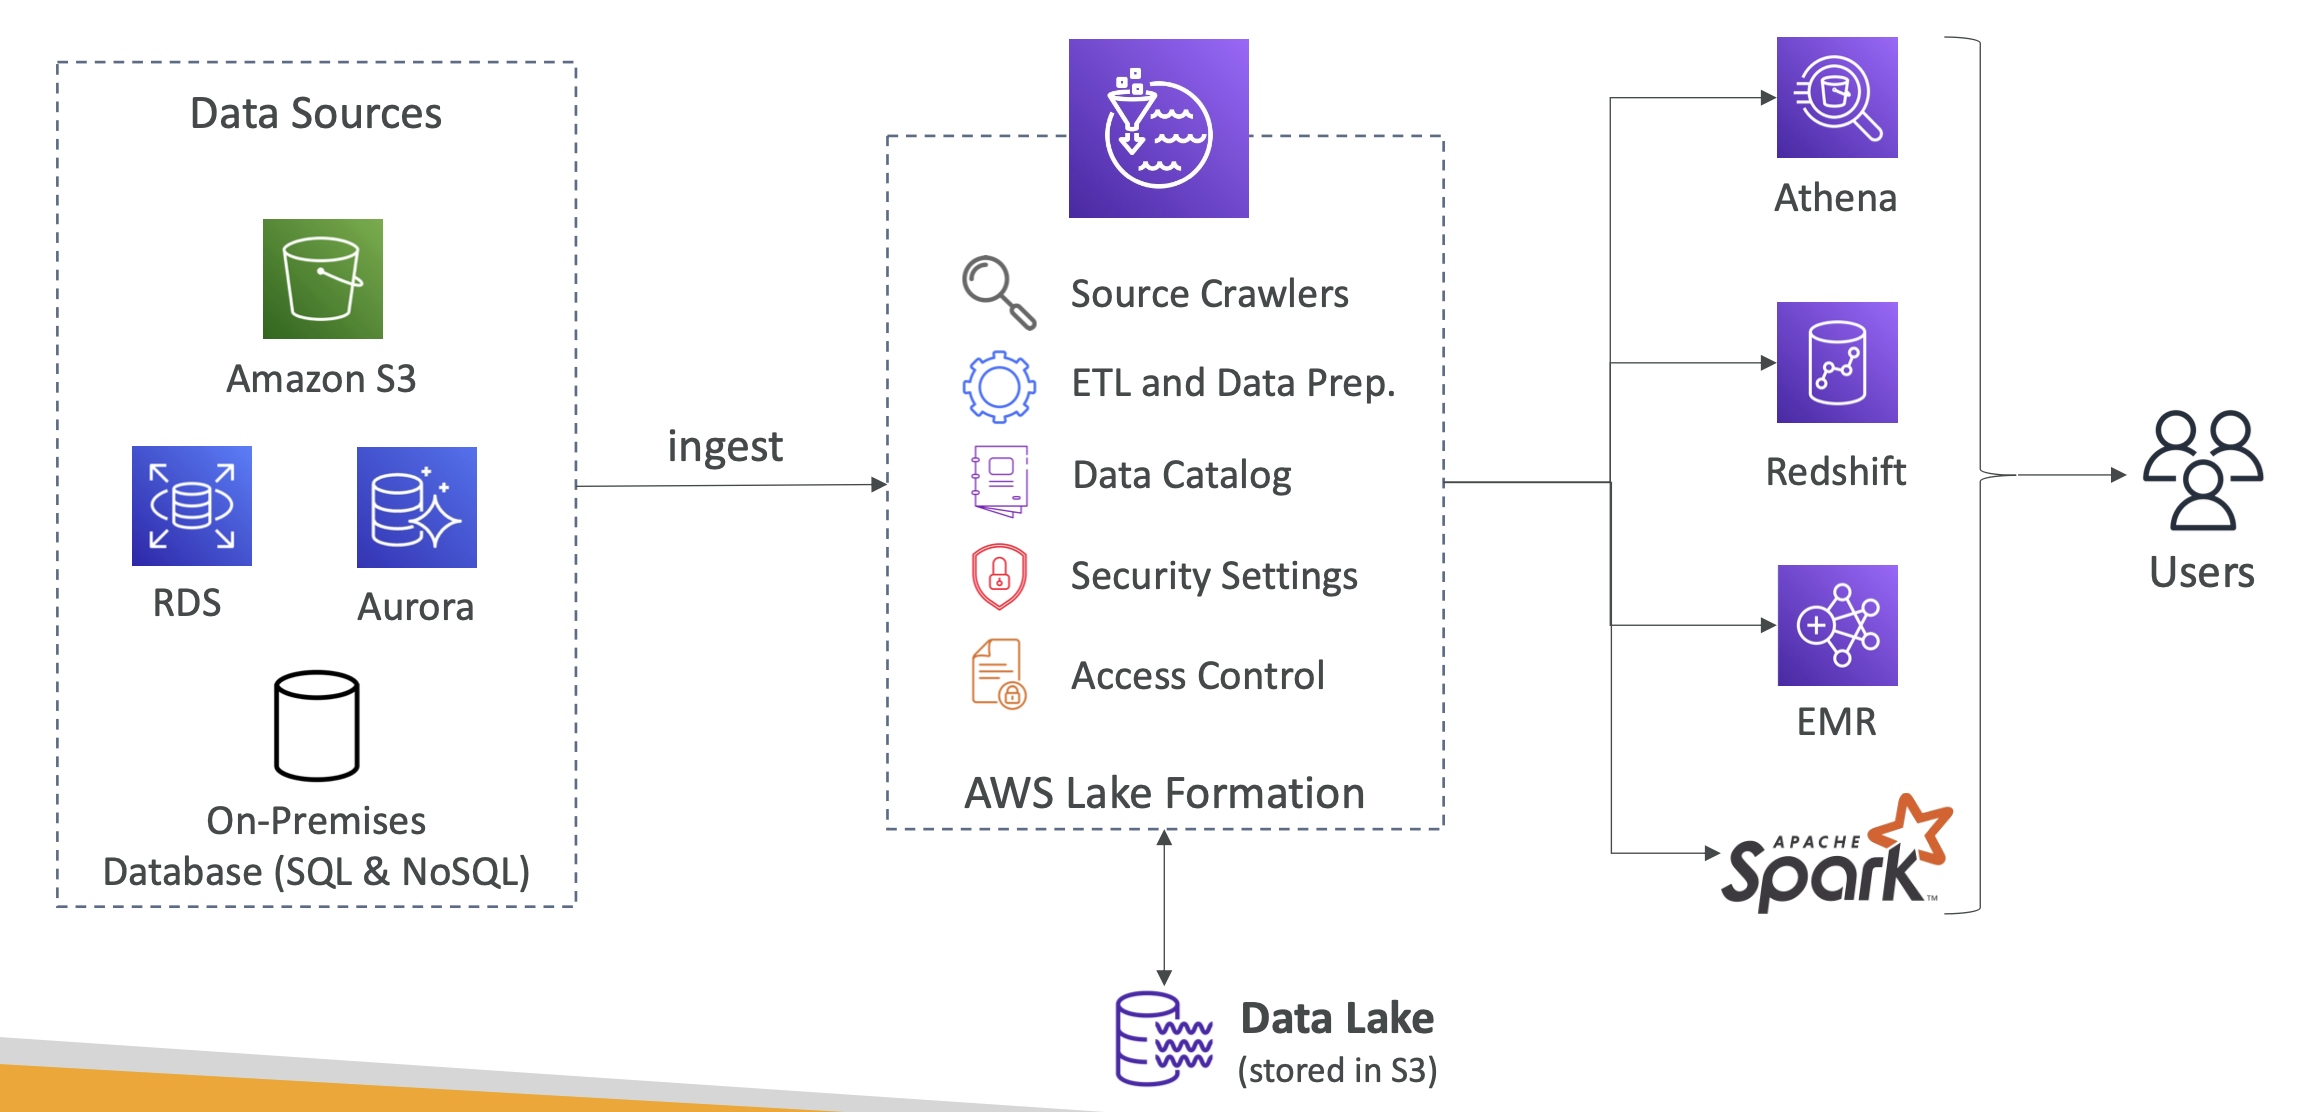 Data Sources
Amazon S3
RDS
Aurora
On-Premises
Database (SQL & NoSQL)
ingest
Source Crawlers
ETL and Data Prep.
Data Catalog
Security Settings
Access Control
AWS Lake Formation
Data Lake
(stored in S3)
Athena
Redshift
EMR
APACHE
Spark™
Users